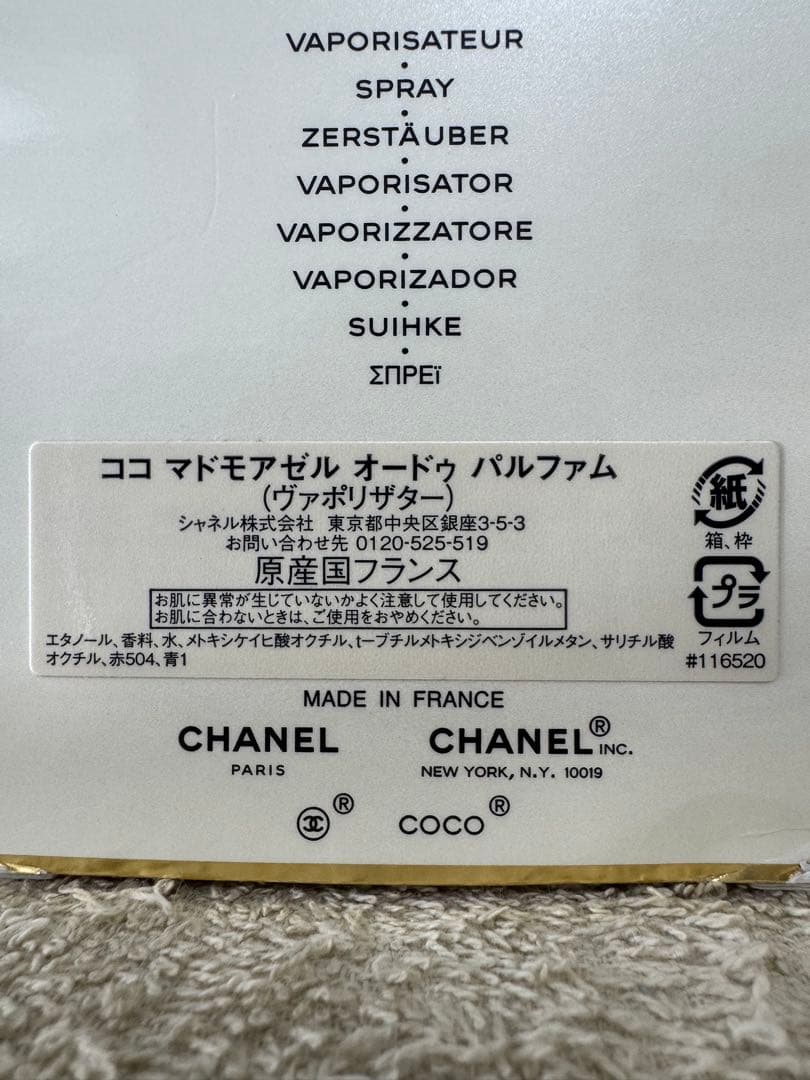 VAPORISATEUR
•
SPRAY
•
ZERSTÄUBER
•
VAPORISATOR
•
VAPORIZZATORE
•
VAPORIZADOR
•
SUIHKE
•
ΣΠΡΕϊ
ココ マドモアゼル オードゥ パルファム
(ヴァポリザター)
シャネル株式会社 東京都中央区銀座3-5-3
お問い合わせ先 0120-525-519
原産国フランス
お肌に異常が生じていないかよく注意して使用してください。
お肌に合わないときは、ご使用をおやめください。
エタノール、香料、水、メトキシケイヒ酸オクチル、t-ブチルメトキシジベンゾイルメタン、サリチル酸
オクチル、赤504、青1
紙
箱、枠
プラ
フィルム
#116520
MADE IN FRANCE
CHANEL
PARIS
CHANEL® INC.
NEW YORK, N.Y. 10019
®
COCO®